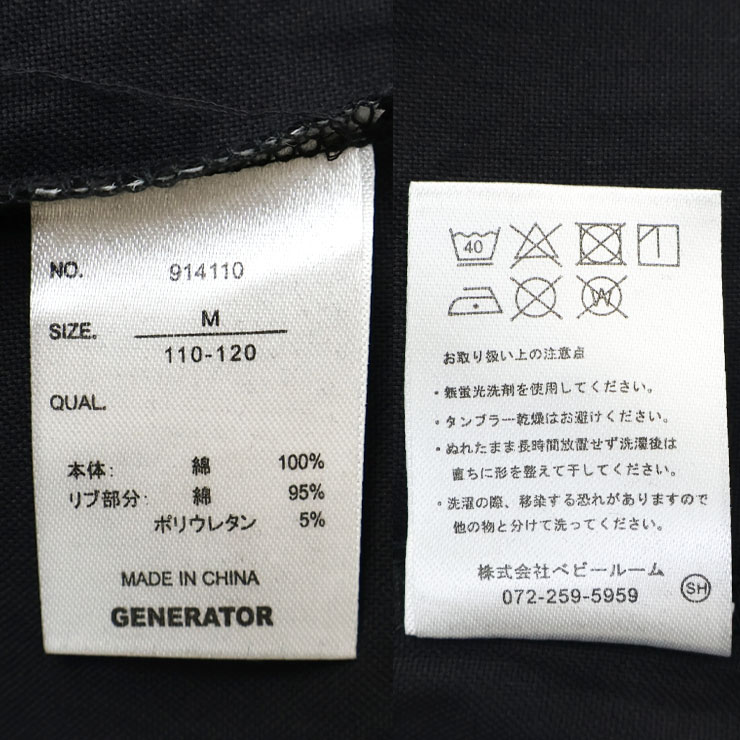 NO. 914110
SIZE. M
110-120
QUAL.
本体: 綿 100%
リブ部分: 綿 95%
ポリウレタン 5%
MADE IN CHINA
GENERATOR
40
W
お取り扱い上の注意点
・無蛍光洗剤を使用してください。
・タンブラー乾燥はお避けください。
・ぬれたまま長時間放置せず洗濯後は
直ちに形を整えて干してください。
・洗濯の際、移染する恐れがありますので
他の物と分けて洗ってください。
株式会社ベビールーム
072-259-5959
SH